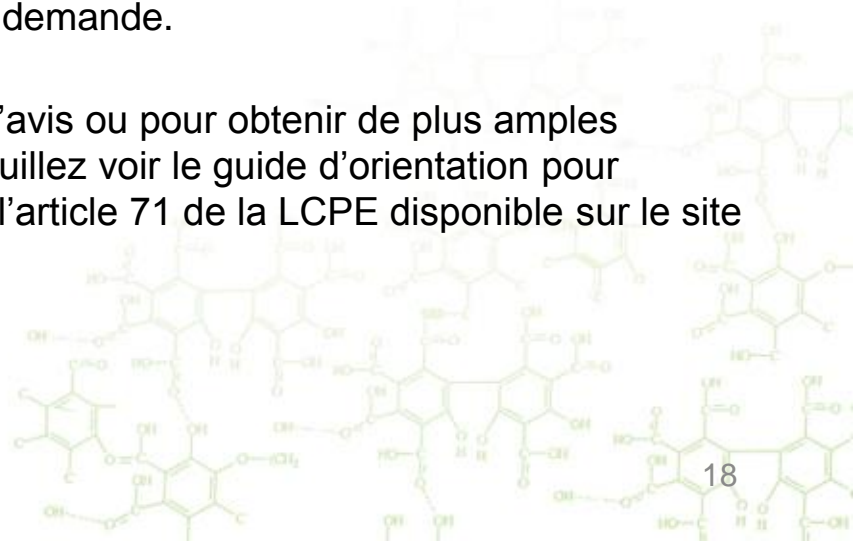 demande.
’avis ou pour obtenir de plus amples
uillez voir le guide d’orientation pour
l’article 71 de la LCPE disponible sur le site
18